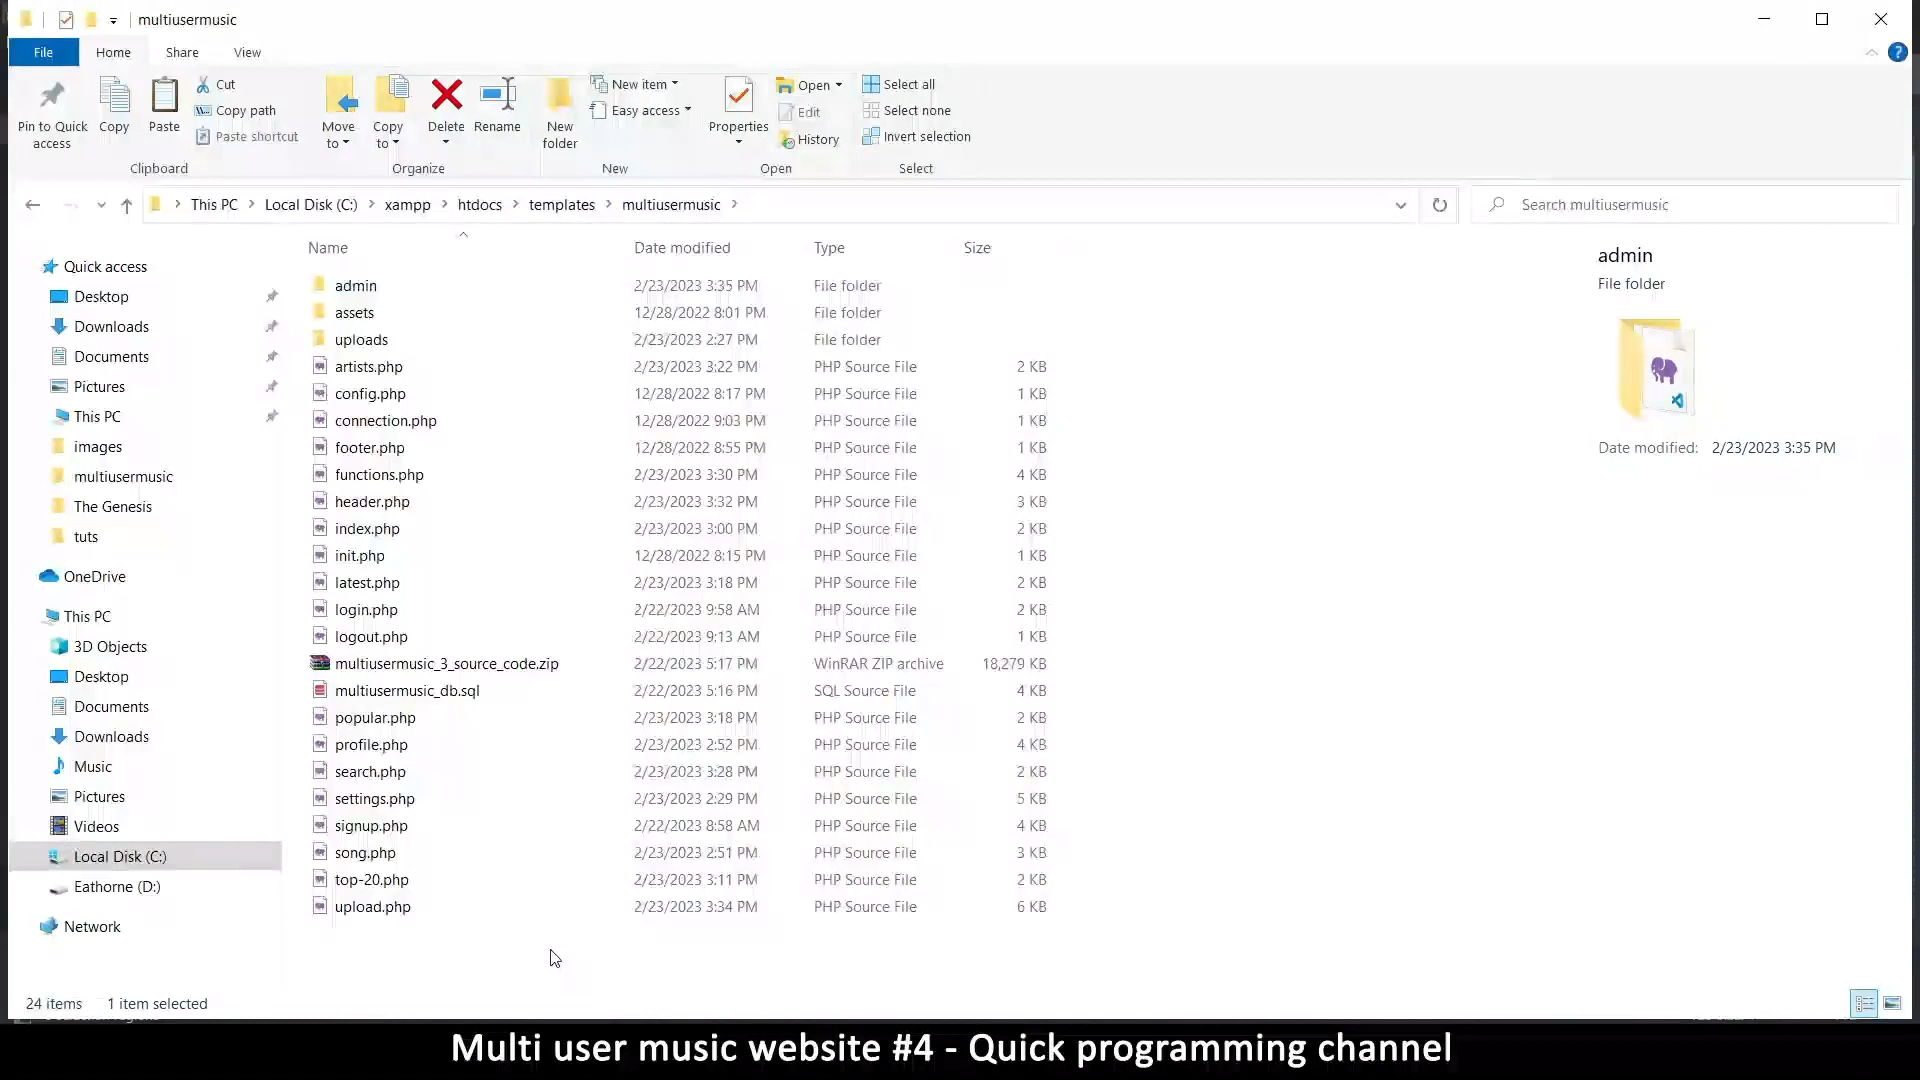 multiusermusic
File Home Share View
Pin to Quick access
Copy
Paste
Cut
Copy path
Paste shortcut
Clipboard
Move to
Copy to
Delete
Rename
Organize
New folder
New item
Easy access
New
Properties
Open
Edit
History
Open
Select all
Select none
Invert selection
Select
This PC Local Disk (C:) xampp htdocs templates multiusermusic
Search multiusermusic
Quick access
Desktop
Downloads
Documents
Pictures
This PC
images
multiusermusic
The Genesis
tuts
OneDrive
This PC
3D Objects
Desktop
Documents
Downloads
Music
Pictures
Videos
Local Disk (C:)
Eathorne (D:)
Network
Name Date modified Type Size
admin 2/23/2023 3:35 PM File folder
assets 12/28/2022 8:01 PM File folder
uploads 2/23/2023 2:27 PM File folder
artists.php 2/23/2023 3:22 PM PHP Source File 2 KB
config.php 12/28/2022 8:17 PM PHP Source File 1 KB
connection.php 12/28/2022 9:03 PM PHP Source File 1 KB
footer.php 12/28/2022 8:55 PM PHP Source File 1 KB
functions.php 2/23/2023 3:30 PM PHP Source File 4 KB
header.php 2/23/2023 3:32 PM PHP Source File 3 KB
index.php 2/23/2023 3:00 PM PHP Source File 2 KB
init.php 12/28/2022 8:15 PM PHP Source File 1 KB
latest.php 2/23/2023 3:18 PM PHP Source File 2 KB
login.php 2/22/2023 9:58 AM PHP Source File 2 KB
logout.php 2/22/2023 9:13 AM PHP Source File 1 KB
multiusermusic_3_source_code.zip 2/22/2023 5:17 PM WinRAR ZIP archive 18,279 KB
multiusermusic_db.sql 2/22/2023 5:16 PM SQL Source File 4 KB
popular.php 2/23/2023 3:18 PM PHP Source File 2 KB
profile.php 2/23/2023 2:52 PM PHP Source File 4 KB
search.php 2/23/2023 3:28 PM PHP Source File 2 KB
settings.php 2/23/2023 2:29 PM PHP Source File 5 KB
signup.php 2/22/2023 8:58 AM PHP Source File 4 KB
song.php 2/23/2023 2:51 PM PHP Source File 3 KB
top-20.php 2/23/2023 3:11 PM PHP Source File 2 KB
upload.php 2/23/2023 3:34 PM PHP Source File 6 KB
admin
File folder
Date modified: 2/23/2023 3:35 PM
24 items 1 item selected
Multi user music website #4 - Quick programming channel